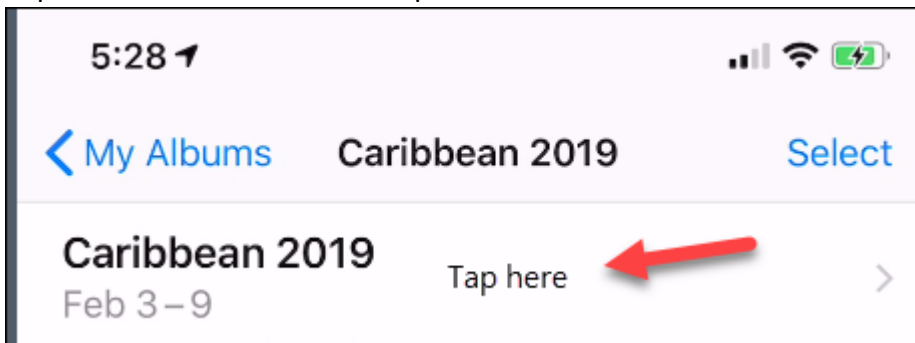 5:28
My Albums
Caribbean 2019
Select
Caribbean 2019
Tap here
Feb 3 – 9